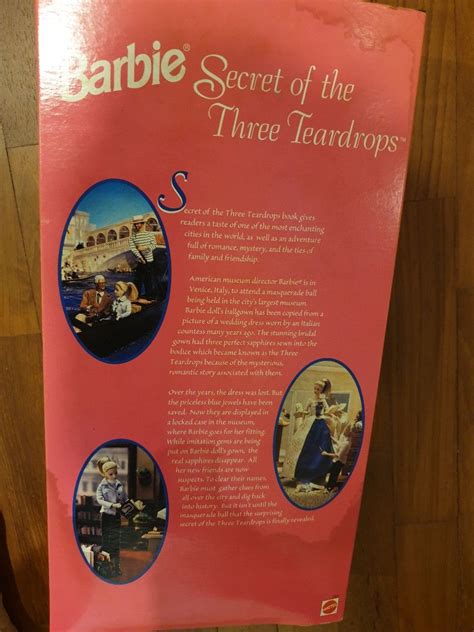 Barbie®
Secret of the
Three Teardrops™
Secret of the Three Teardrops book gives
readers a taste of one of the most enchanting
cities in the world, as well as an adventure
full of romance, mystery, and the ties of
family and friendship.
American museum director Barbie® is in
Venice, Italy, to attend a masquerade ball
being held in the city's largest museum.
Barbie doll's ballgown has been copied from a
picture of a wedding dress worn by an Italian
countess many years ago. The stunning bridal
gown had three perfect sapphires sewn into the
bodice which became known as the Three
Teardrops because of the mysterious,
romantic story associated with them.
Over the years, the dress was lost. But
the priceless blue jewels have been
saved. Now they are displayed in
a locked case in the museum,
where Barbie goes for her fitting.
While imitation gems are being
put on Barbie doll's gown, the
real sapphires disappear. All
her new friends are now
suspects. To clear their names,
Barbie must gather clues from
all over the city and dig back
into history. But it isn't until the
masquerade ball that the surprising
secret of the Three Teardrops is finally revealed.
MATTEL